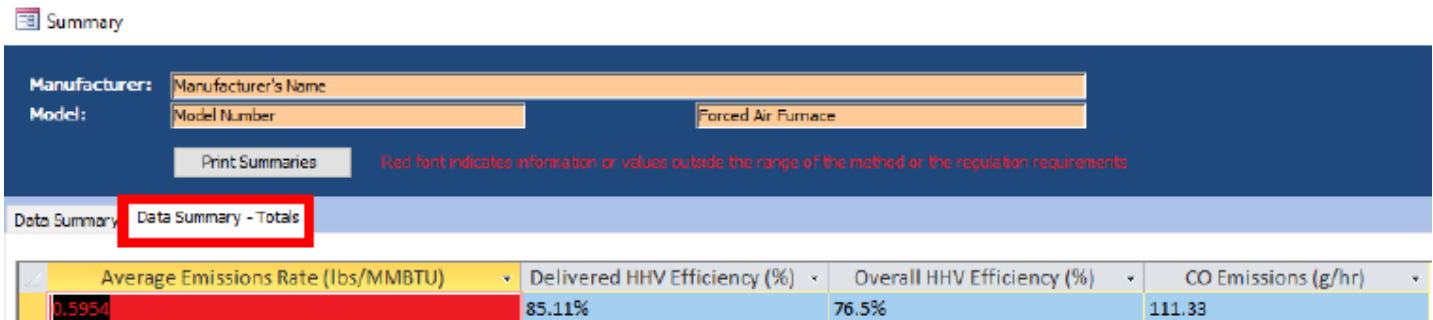 Summary
Manufacturer: Manufacturer's Name
Model: Model Number Forced Air Furnace
Print Summaries Red font indicates information or values outside the range of the method or the regulation requirements
Data Summary Data Summary - Totals
Average Emissions Rate (lbs/MMBTU) Delivered HHV Efficiency (%) Overall HHV Efficiency (%) CO Emissions (g/hr)
0.5954 85.11% 76.5% 111.33